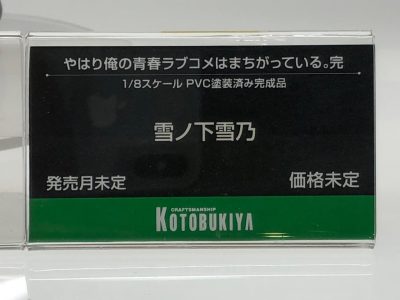 やはり俺の青春ラブコメはまちがっている。完
1/8スケール PVC塗装済み完成品
雪ノ下雪乃
発売月未定
価格未定
CRAFTSMANSHIP
KOTOBUKIYA